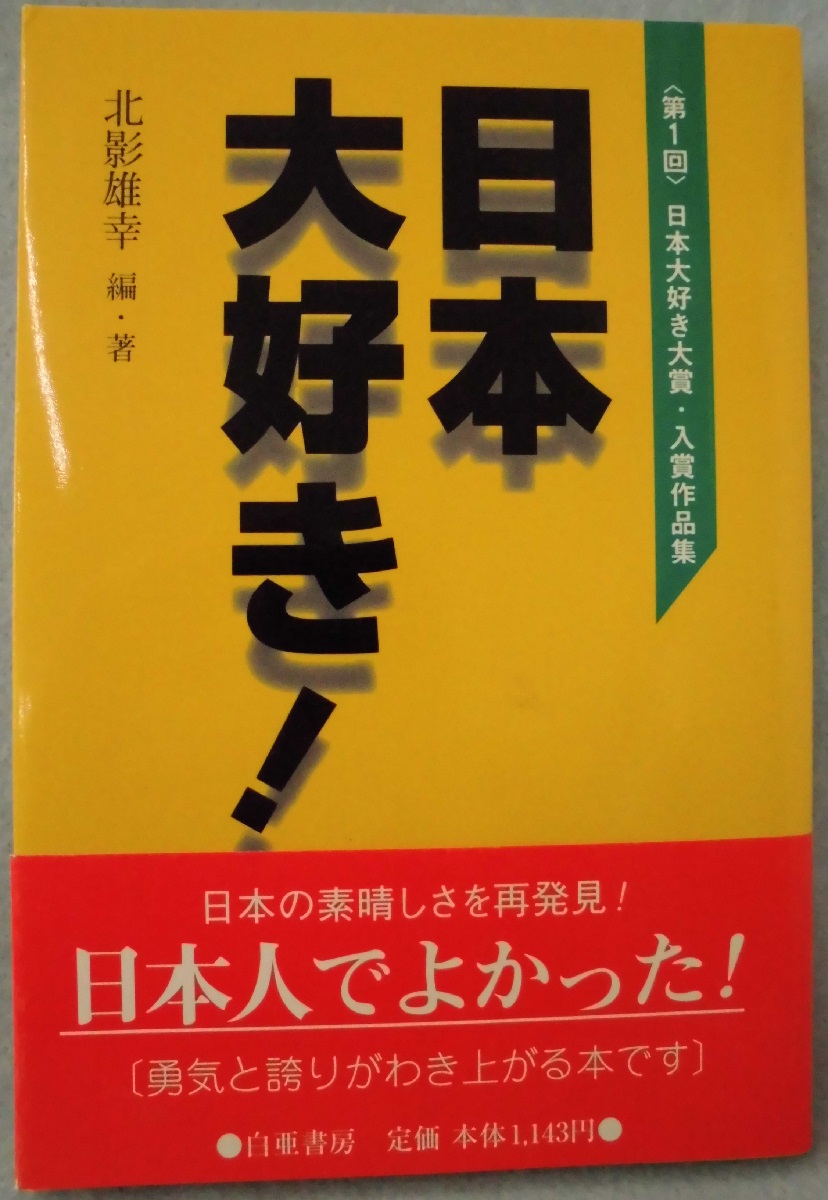 〈第1回〉 日本大好き大賞・入賞作品集
日本
大好き!
北影雄幸 編・著
日本の素晴しさを再発見!
日本人でよかった!
〔勇気と誇りがわき上がる本です〕
●白亜書房 定価 本体1,143円●